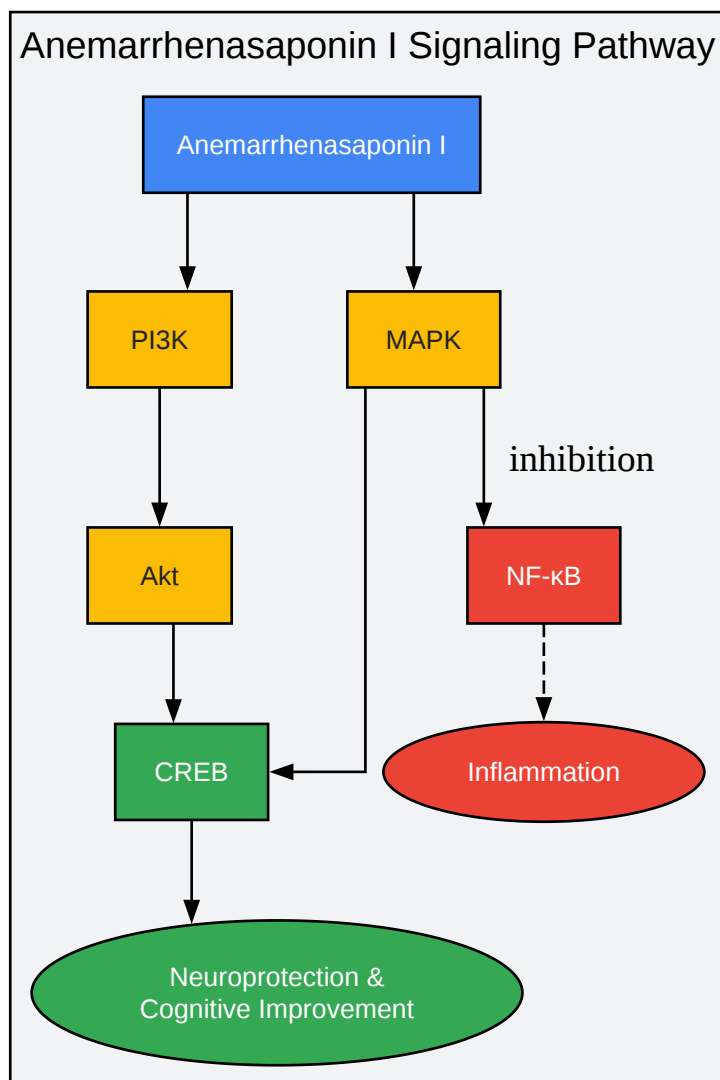 Anemarrhenasaponin I Signaling Pathway
Anemarrhenasaponin I
PI3K
MAPK
inhibition
Akt
NF-κB
CREB
Inflammation
Neuroprotection &
Cognitive Improvement